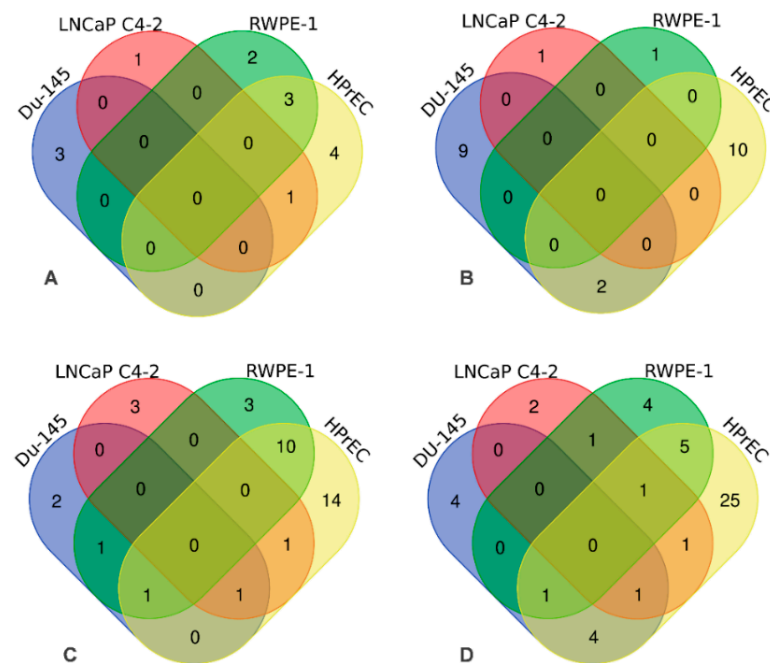 LNCaP C4-2 RWPE-1
Du-145 HPrEC
1 2
0 0 3
3 0 0 4
0 0 1
0 0
0
A
LNCaP C4-2 RWPE-1
DU-145 HPrEC
1 1
0 0 0
9 0 0 10
0 0 0
0 0
2
B
LNCaP C4-2 RWPE-1
Du-145 HPrEC
3 3
0 0 10
2 0 0 14
1 0 1
1 1
0
C
LNCaP C4-2 RWPE-1
DU-145 HPrEC
2 4
0 1 5
4 0 1 25
0 0 1
1 1
4
D